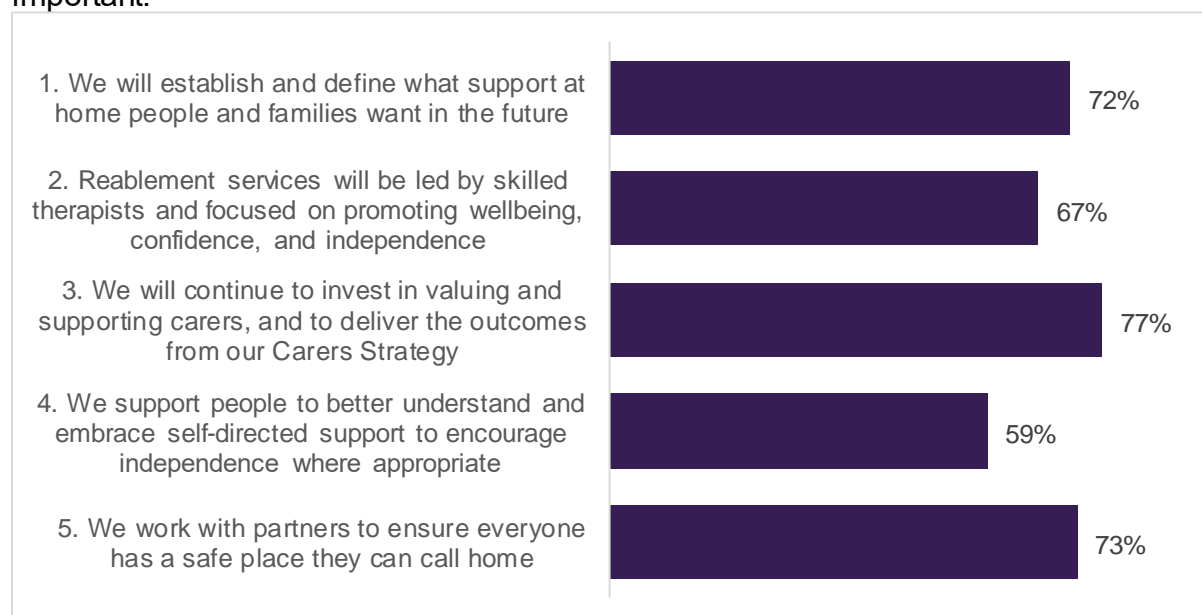 important.
1. We will establish and define what support at
home people and families want in the future
72%
2. Reablement services will be led by skilled
therapists and focused on promoting wellbeing,
confidence, and independence
67%
3. We will continue to invest in valuing and
supporting carers, and to deliver the outcomes
from our Carers Strategy
77%
4. We support people to better understand and
embrace self-directed support to encourage
independence where appropriate
59%
5. We work with partners to ensure everyone
has a safe place they can call home
73%